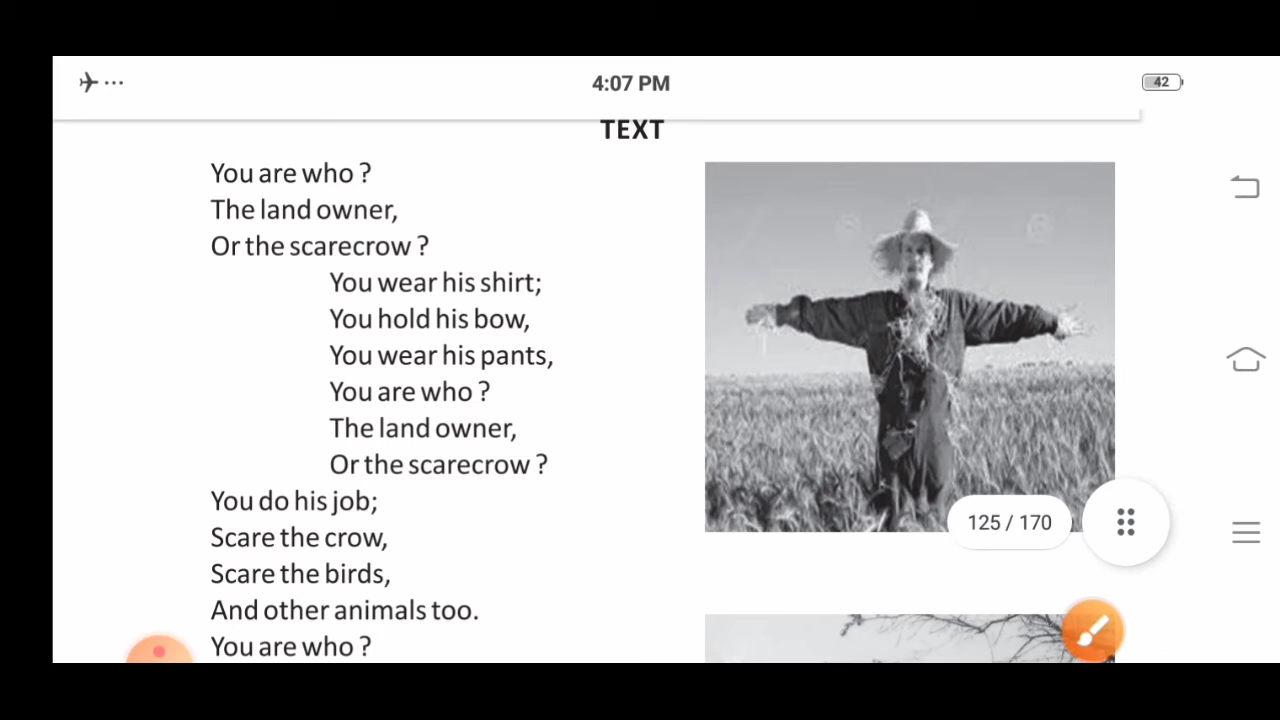 4:07 PM
42
TEXT
You are who ?
The land owner,
Or the scarecrow ?
You wear his shirt;
You hold his bow,
You wear his pants,
You are who ?
The land owner,
Or the scarecrow ?
You do his job;
Scare the crow,
Scare the birds,
And other animals too.
You are who ?
125 / 170